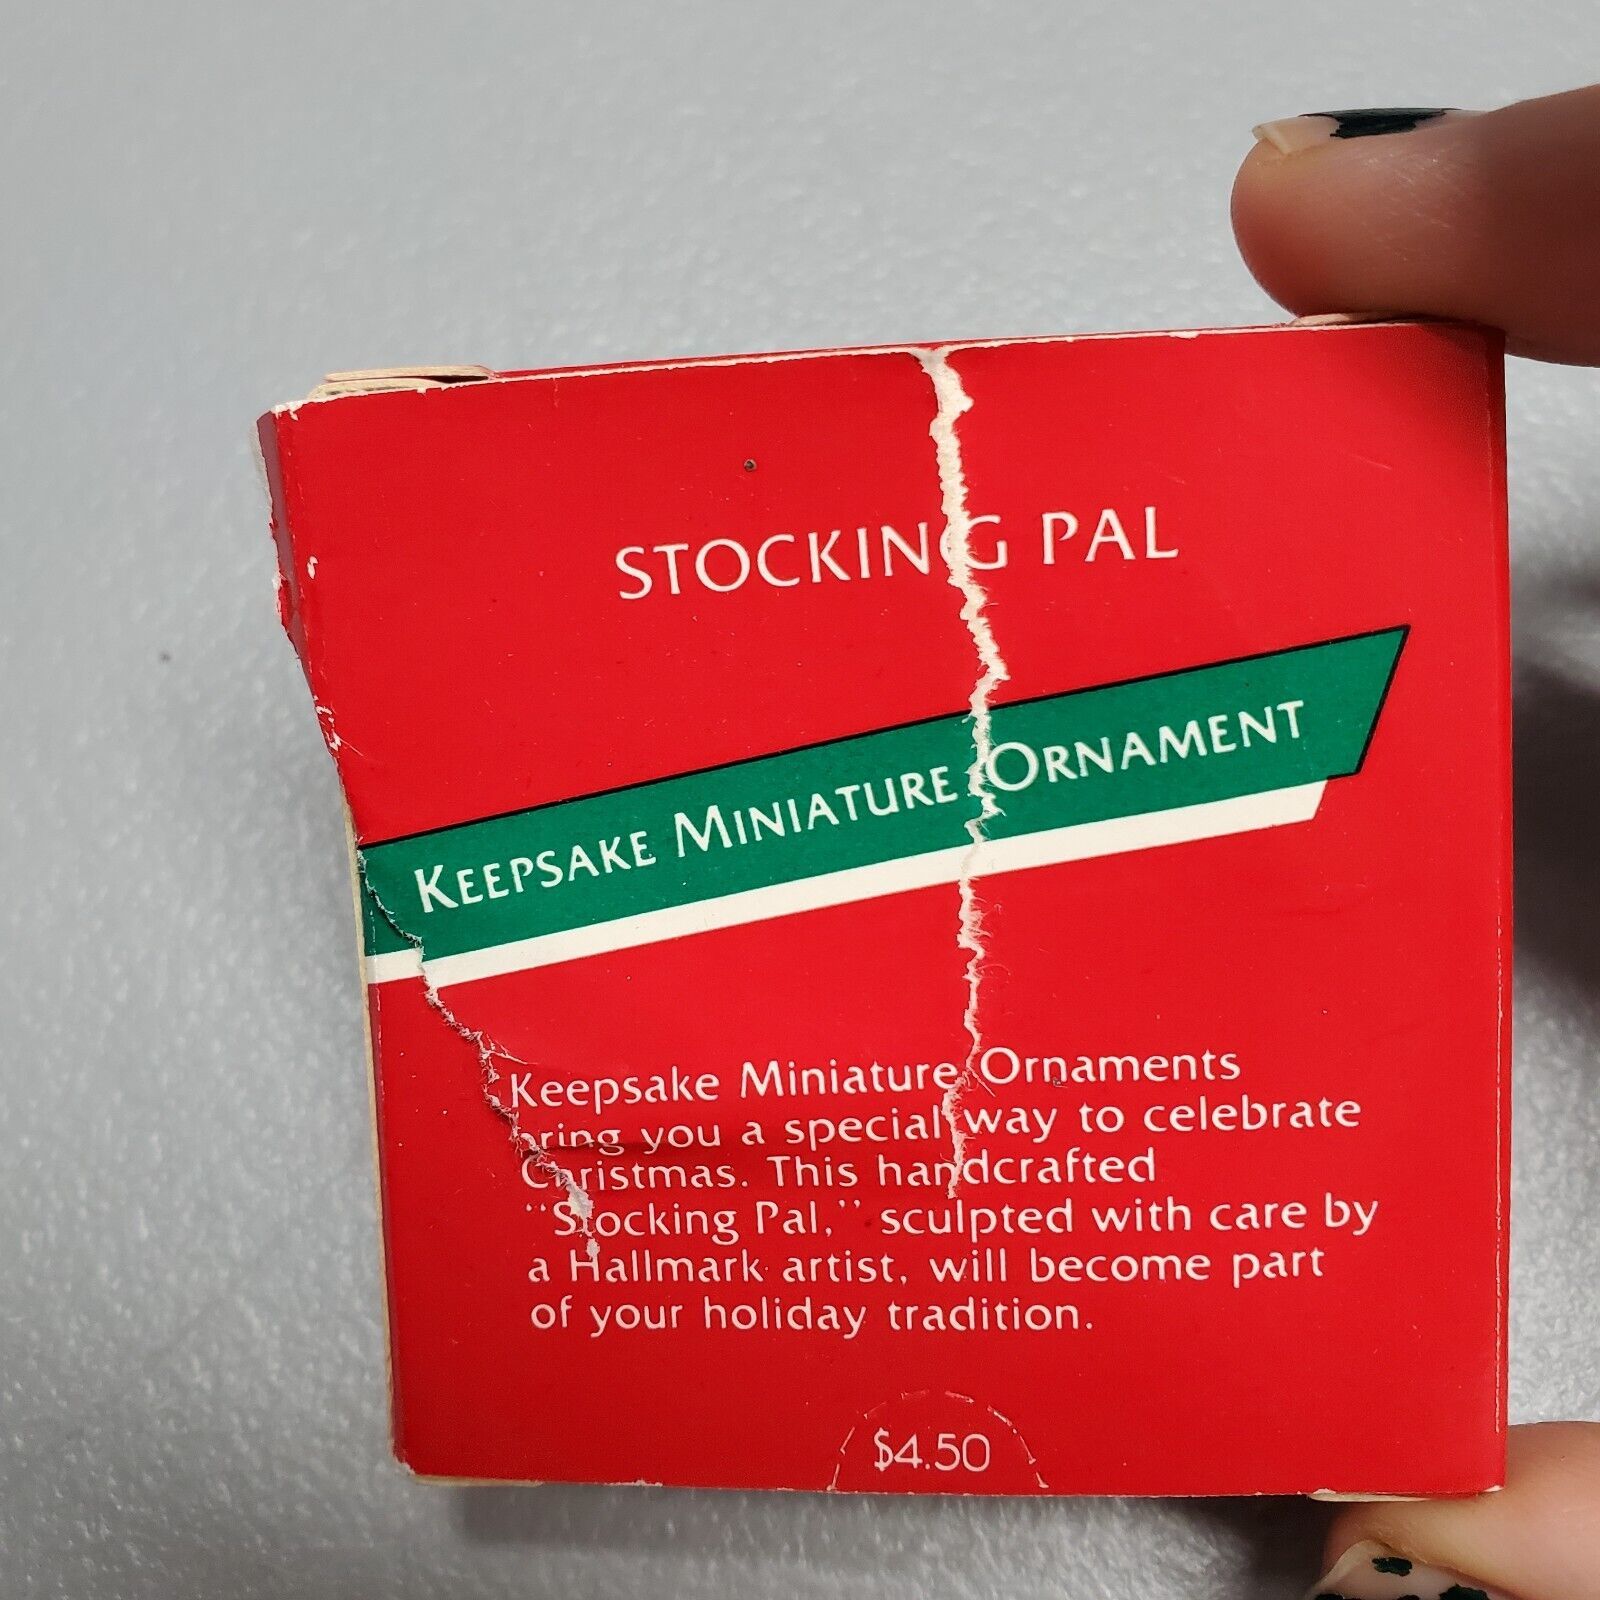 STOCKING PAL
KEEPSAKE MINIATURE ORNAMENT
Keepsake Miniature Ornaments
bring you a special way to celebrate
Christmas. This handcrafted
"Stocking Pal," sculpted with care by
a Hallmark artist, will become part
of your holiday tradition.
$4.50